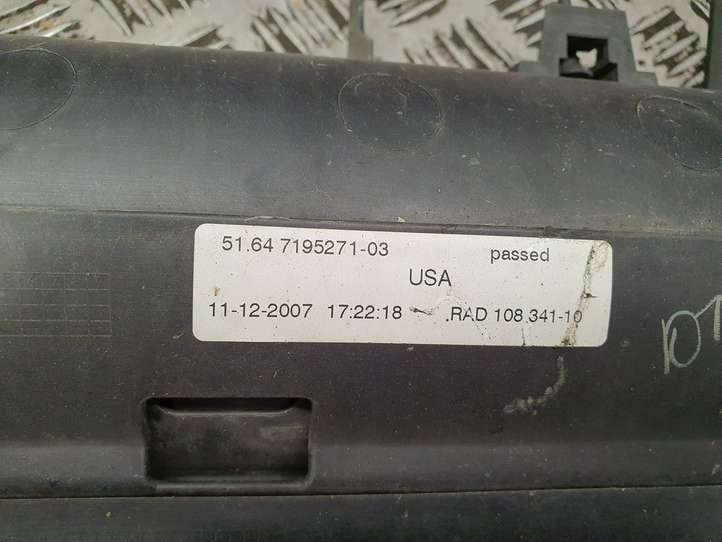 51.64 7195271-03 passed
USA
11-12-2007 17:22:18 RAD 108 341-10